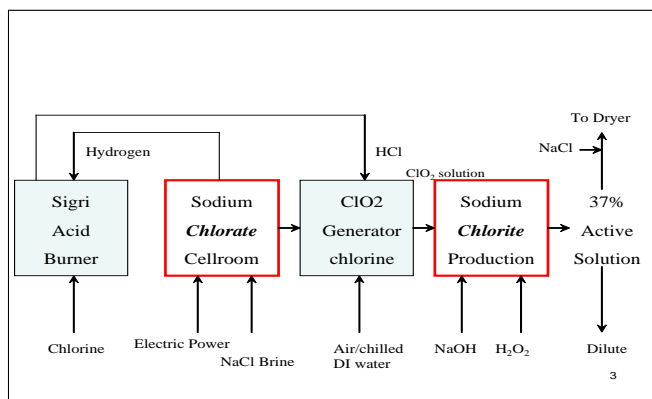 To Dryer
NaCl
Hydrogen
HCl
ClO₂ solution
Sigri
Acid
Burner
Sodium
Chlorate
Cellroom
ClO2
Generator
chlorine
Sodium
Chlorite
Production
37%
Active
Solution
Chlorine
Electric Power
NaCl Brine
Air/chilled
DI water
NaOH
H₂O₂
Dilute
3